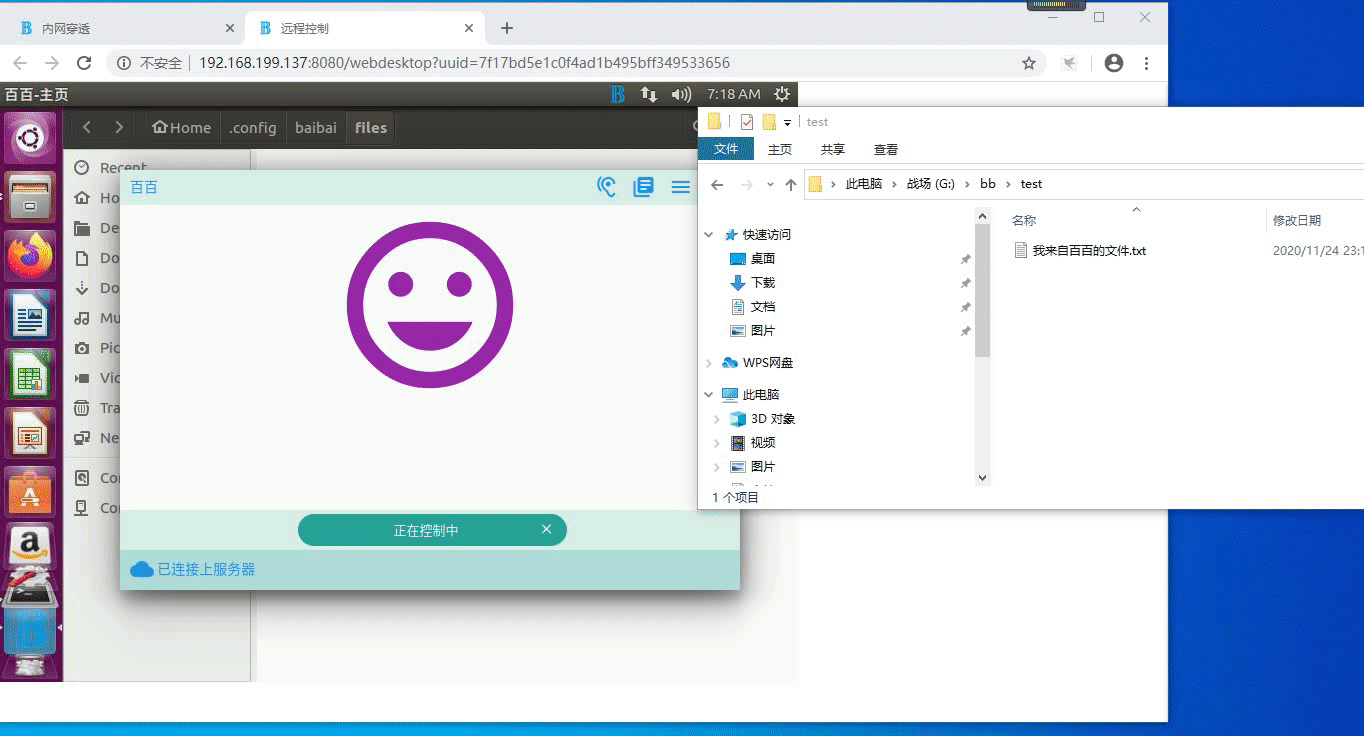 内网穿透
远程控制
不安全
192.168.199.137:8080/webdesktop?uuid=7f17bd5e1c0f4ad1b495bff349533656
百百-主页
7:18 AM
Home .config baibai files
Recent
Ho
De
Do
Do
Mu
Pic
Vid
Tra
Ne
Co
Co
百百
正在控制中
已连接上服务器
test
文件 主页 共享 查看
此电脑 战场 (G:) bb test
快速访问
桌面
下载
文档
图片
WPS网盘
此电脑
3D 对象
视频
图片
名称 修改日期
我来自百百的文件.txt 2020/11/24 23:1
1 个项目